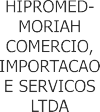 HIPROMED-
MORIAH
COMERCIO,
IMPORTACAO
E SERVICOS
LTDA